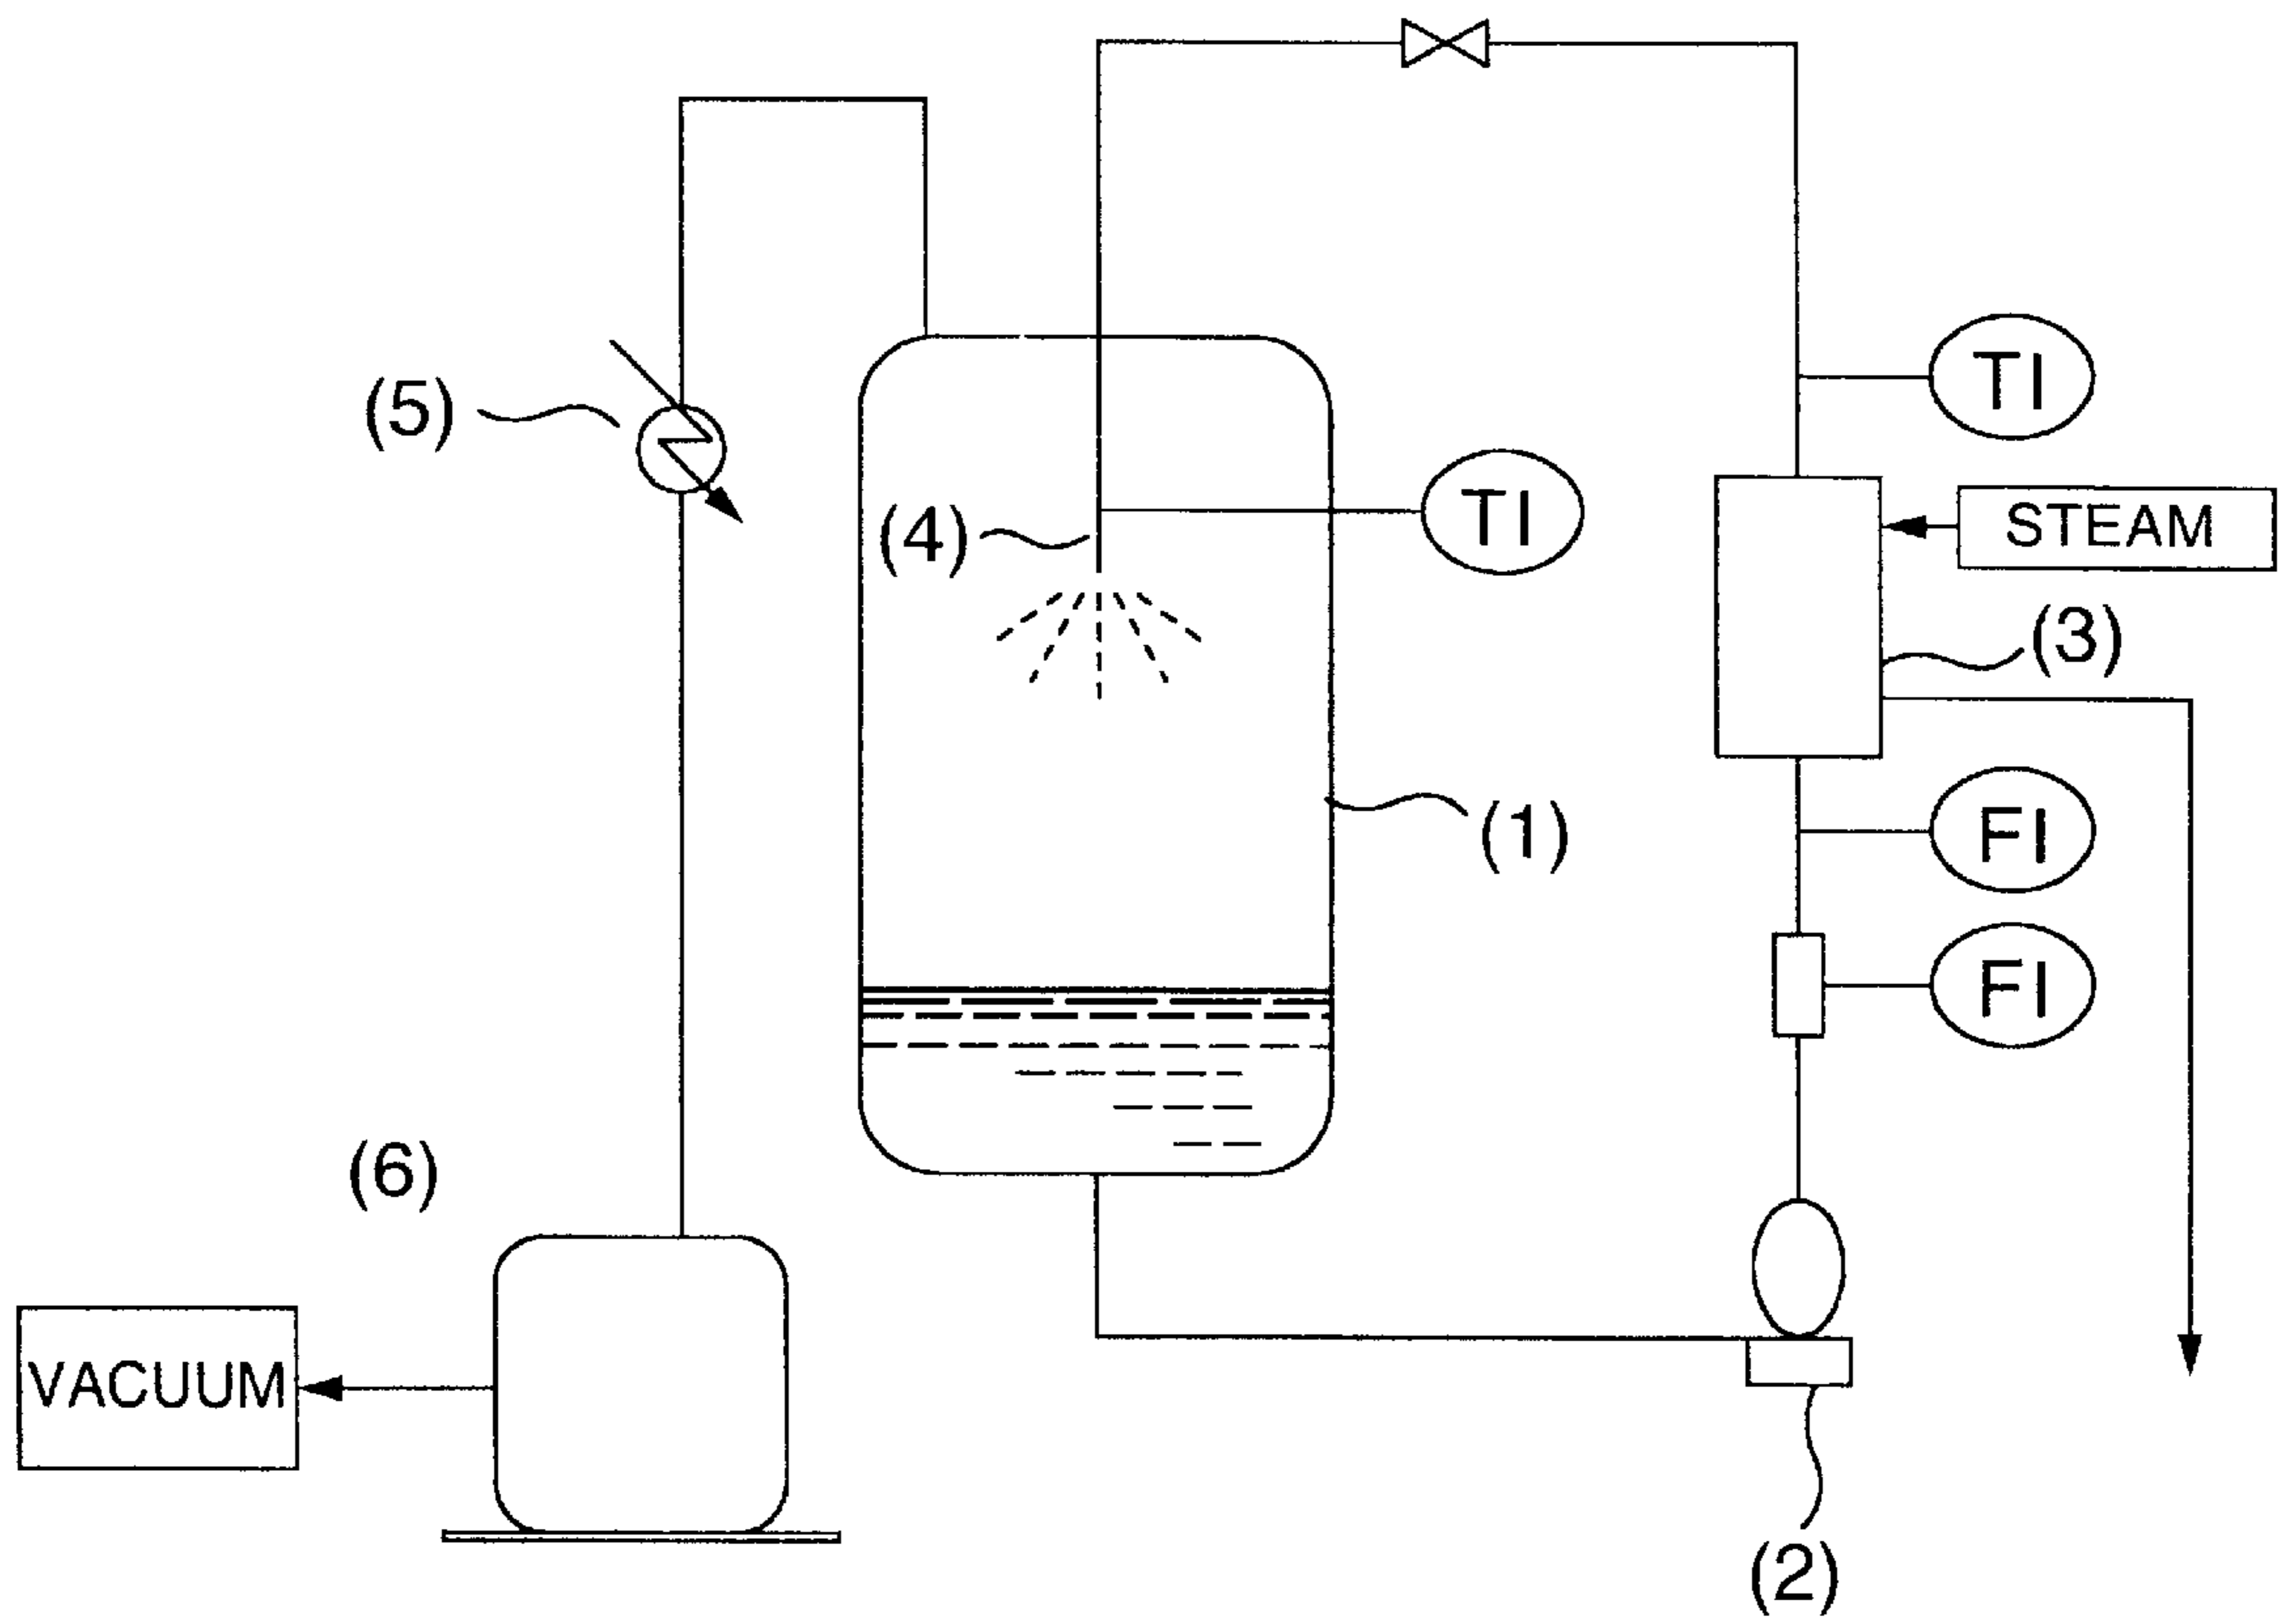 TI
(5)
TI
STEAM
(4)
(3)
FI
(1)
FI
(6)
VACUUM
(2)